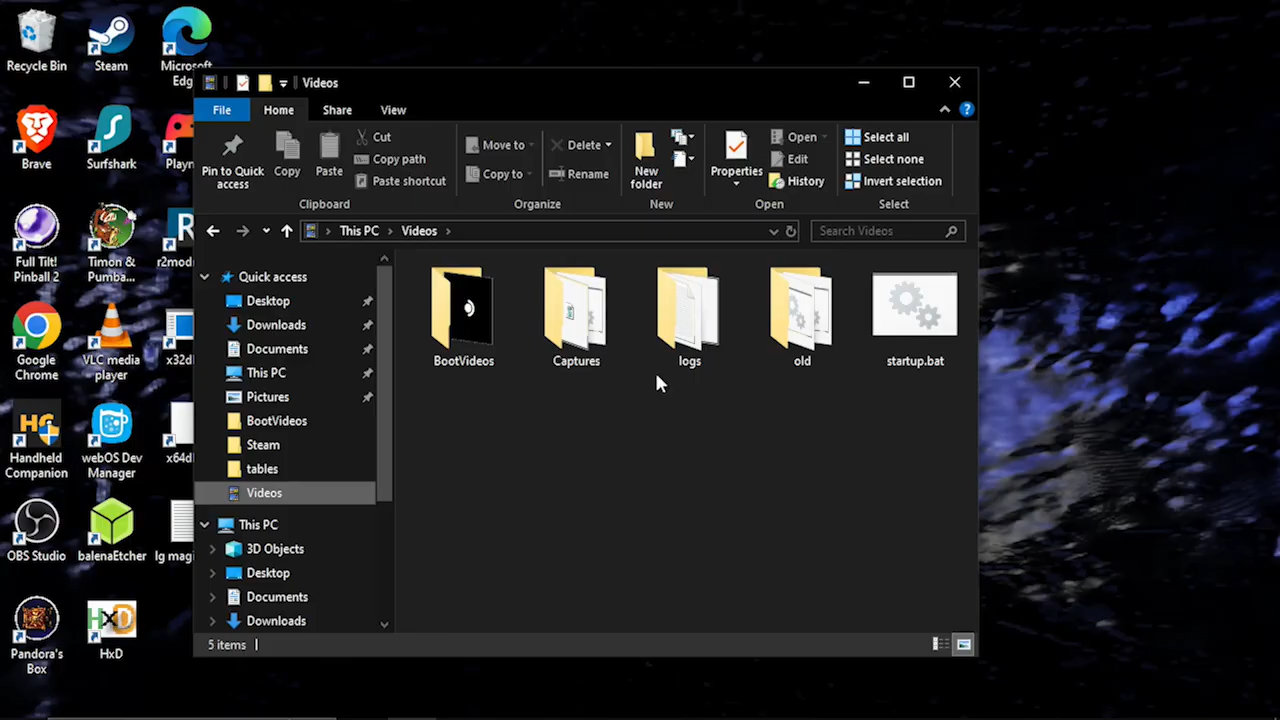 Recycle Bin
Steam
Microsoft
Edg
Brave
Surfshark
Playn
Full Tilt!
Pinball 2
Timon &
Pumba...
r2modr
Google
Chrome
VLC media
player
x32d
Handheld
Companion
webOS Dev
Manager
x64d
OBS Studio
balenaEtcher
lg magi
Pandora's
Box
HxD
Videos
File
Home
Share
View
Pin to Quick
access
Copy
Paste
Cut
Copy path
Paste shortcut
Clipboard
Move to
Copy to
Delete
Rename
Organize
New
folder
New
Properties
Open
Edit
History
Open
Select all
Select none
Invert selection
Select
This PC
Videos
Search Videos
Quick access
Desktop
Downloads
Documents
This PC
Pictures
BootVideos
Steam
tables
Videos
This PC
3D Objects
Desktop
Documents
Downloads
BootVideos
Captures
logs
old
startup.bat
5 items